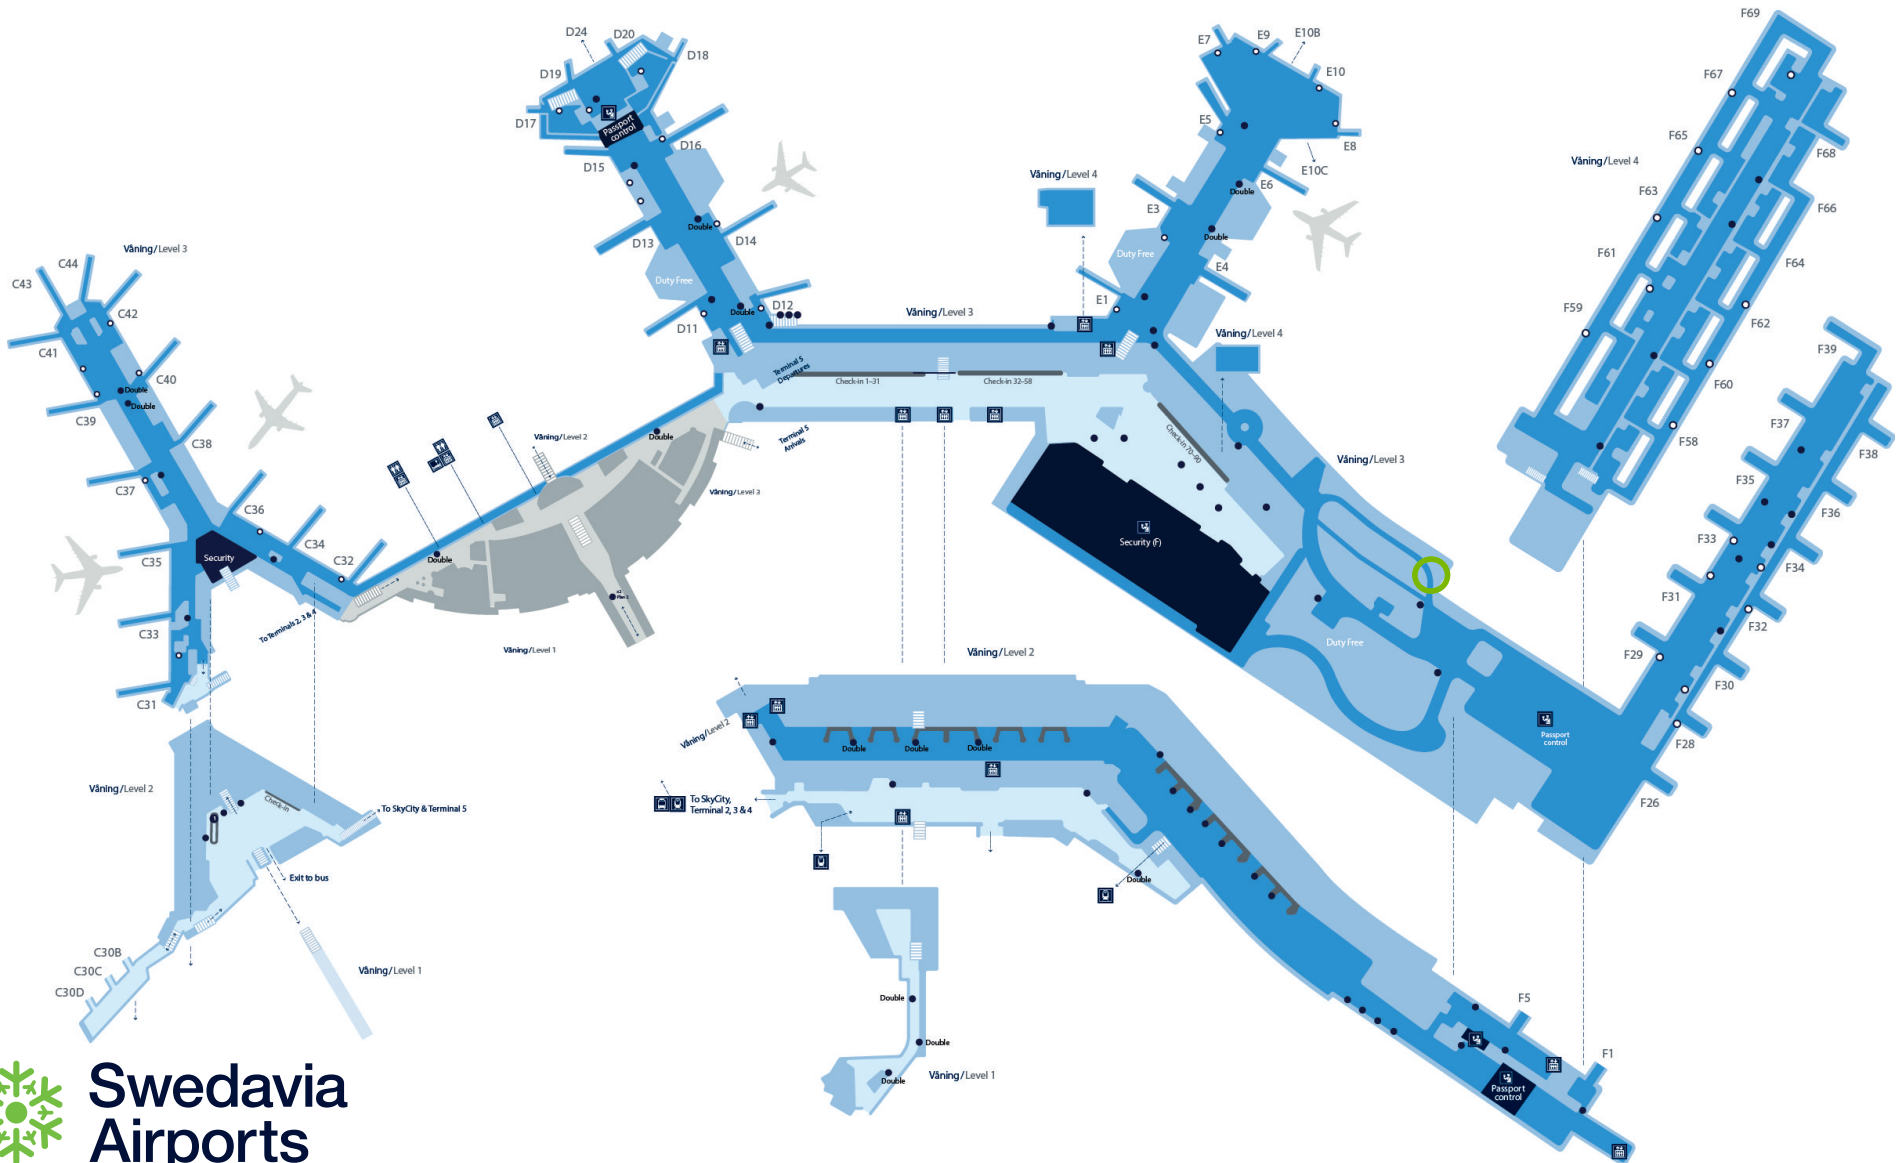 D24
D20
D18
D19
D17
Passport
control
D16
D15
Double
D14
D13
Duty Free
D12
Double
D11
E7
E9
E10B
E10
E5
E8
E10C
E6
Double
E3
Double
Duty Free
E4
E1
Våning/Level 4
Våning/Level 3
Våning/Level 4
F69
F67
F65
F68
Våning/Level 4
F63
F66
F61
F64
F59
F62
F60
F58
F39
F37
F38
F35
F36
F33
F34
F31
F32
F29
F30
F28
F26
Våning/Level 3
C44
C43
C42
C41
C40
Double
Double
C39
C38
C37
C36
C35
C34
C32
Security
C33
C31
To Terminals 2, 3 & 4
Våning/Level 2
Double
Double
Våning/Level 3
Våning/Level 1
Terminal 5
Departures
Check-in 1–31
Check-in 32–58
Terminal 5
Arrivals
Check-in 70–90
Våning/Level 3
Security (F)
Duty Free
Passport
control
Våning/Level 2
Våning/Level 2
Double
Double
Double
To SkyCity,
Terminal 2, 3 & 4
Double
Våning/Level 2
Check-in
To SkyCity & Terminal 5
Exit to bus
C30B
C30C
C30D
Våning/Level 1
Double
Double
Double
Våning/Level 1
F5
F1
Passport
control
Swedavia
Airports